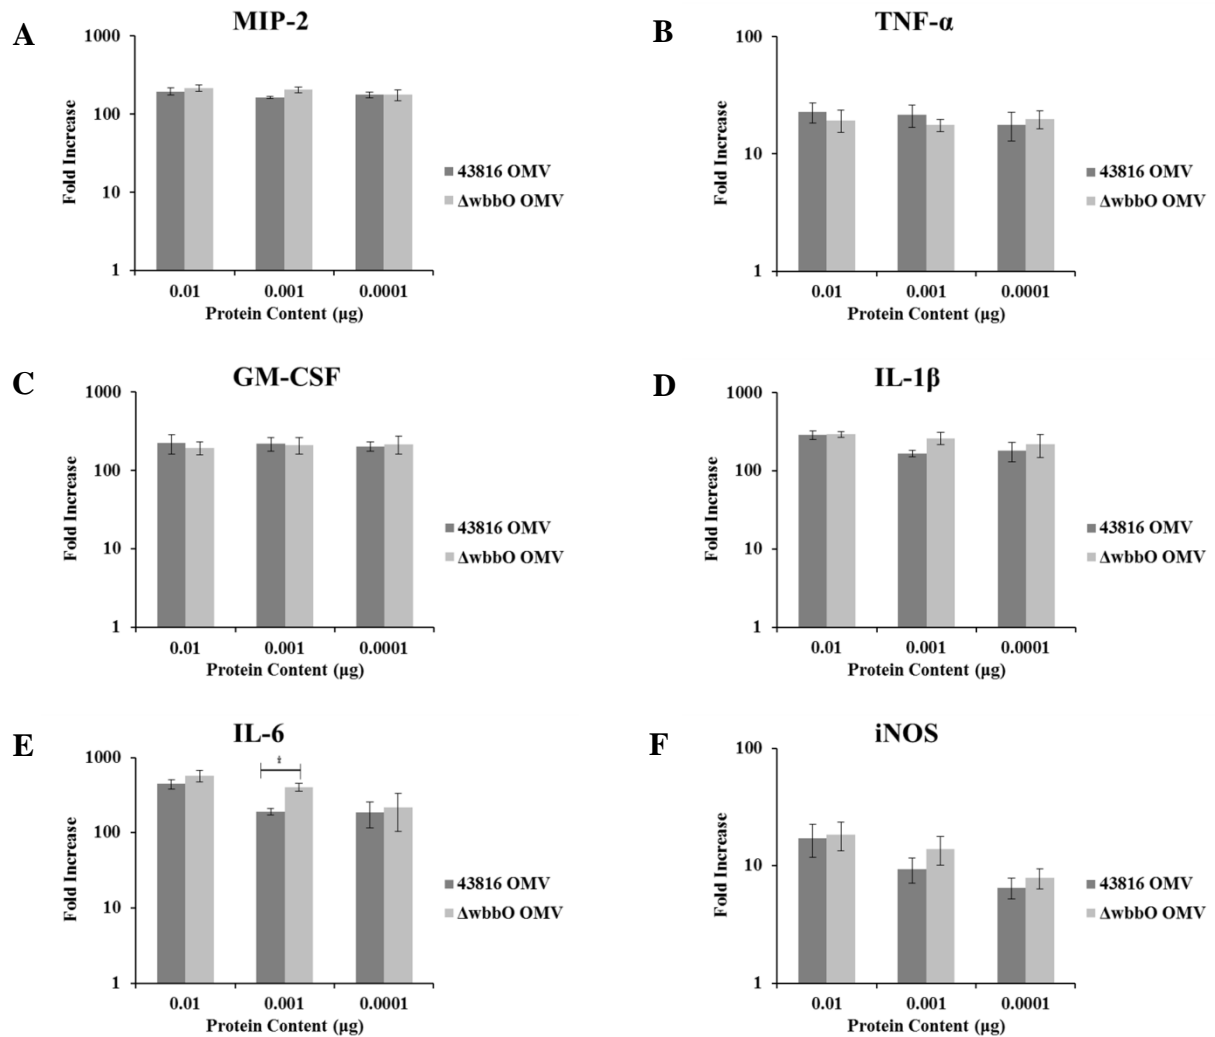 A
MIP-2
1000
100
10
1
Fold Increase
0.01 0.001 0.0001
Protein Content (µg)
43816 OMV
ΔwbbO OMV
B
TNF-α
100
10
1
Fold Increase
0.01 0.001 0.0001
Protein Content (µg)
43816 OMV
ΔwbbO OMV
C
GM-CSF
1000
100
10
1
Fold Increase
0.01 0.001 0.0001
Protein Content (µg)
43816 OMV
ΔwbbO OMV
D
IL-1β
1000
100
10
1
Fold Increase
0.01 0.001 0.0001
Protein Content (µg)
43816 OMV
ΔwbbO OMV
E
IL-6
1000
100
10
1
Fold Increase
0.01 0.001 0.0001
Protein Content (µg)
43816 OMV
ΔwbbO OMV
F
iNOS
100
10
1
Fold Increase
0.01 0.001 0.0001
Protein Content (µg)
43816 OMV
ΔwbbO OMV